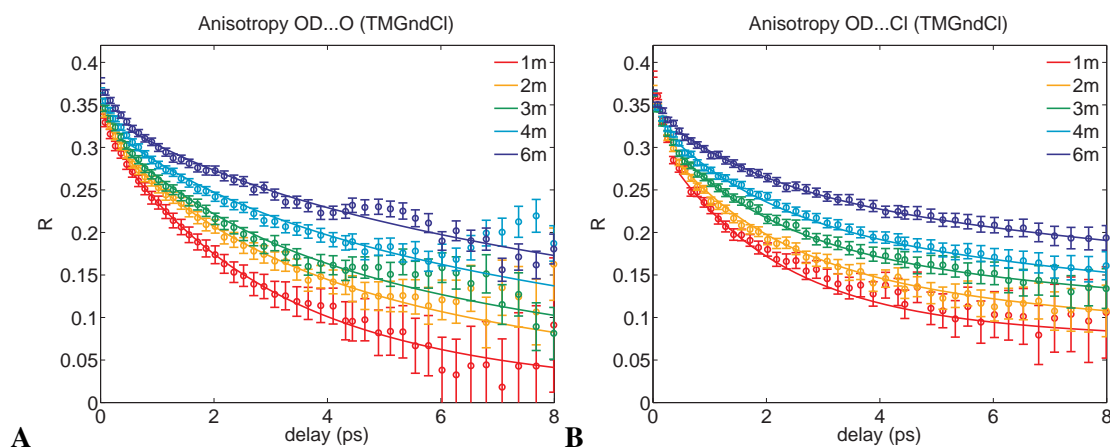 Anisotropy OD...O (TMGndCl)
0.4
0.35
0.3
0.25
0.2
0.15
0.1
0.05
0
R
1m
2m
3m
4m
6m
0 2 4 6 8
delay (ps)
A
Anisotropy OD...Cl (TMGndCl)
0.4
0.35
0.3
0.25
0.2
0.15
0.1
0.05
0
R
1m
2m
3m
4m
6m
0 2 4 6 8
delay (ps)
B